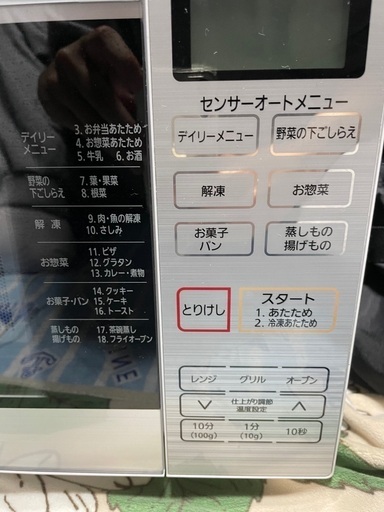 デイリー
メニュー
3. お弁当あたため
4. お惣菜あたため
5. 牛乳 6. お酒
野菜の
下ごしらえ
7. 葉・果菜
8. 根菜
解凍
9. 肉・魚の解凍
10. さしみ
お惣菜
11. ピザ
12. グラタン
13. カレー・煮物
お菓子・パン
14. クッキー
15. ケーキ
16. トースト
蒸しもの
揚げもの
17. 茶碗蒸し
18. フライオーブン
センサーオートメニュー
デイリーメニュー
野菜の下ごしらえ
解凍
お惣菜
お菓子
パン
蒸しもの
揚げもの
とりけし
スタート
1. あたため
2. 冷凍あたため
レンジ
グリル
オーブン
仕上がり調節
温度設定
10分
(100g)
1分
(10g)
10秒